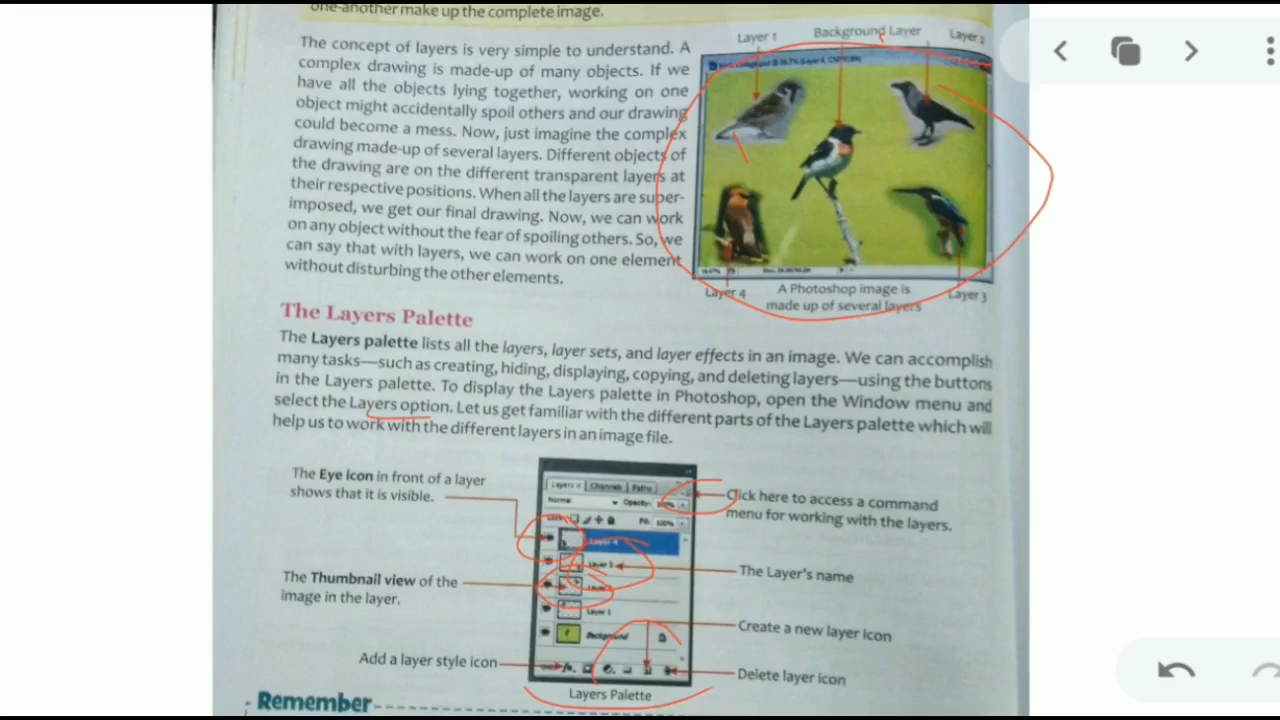 one-another make up the complete image.
The concept of layers is very simple to understand. A
complex drawing is made-up of many objects. If we
have all the objects lying together, working on one
object might accidentally spoil others and our drawing
could become a mess. Now, just imagine the complex
drawing made-up of several layers. Different objects of
the drawing are on the different transparent layers at
their respective positions. When all the layers are super-
imposed, we get our final drawing. Now, we can work
on any object without the fear of spoiling others. So, we
can say that with layers, we can work on one element
without disturbing the other elements.
Layer 1
Background Layer
Layer 2
Layer 4
A Photoshop image is
made up of several layers
Layer 3
The Layers Palette
The Layers palette lists all the layers, layer sets, and layer effects in an image. We can accomplish
many tasks—such as creating, hiding, displaying, copying, and deleting layers—using the buttons
in the Layers palette. To display the Layers palette in Photoshop, open the Window menu and
select the Layers option. Let us get familiar with the different parts of the Layers palette which will
help us to work with the different layers in an image file.
The Eye icon in front of a layer
shows that it is visible.
The Thumbnail view of the
image in the layer.
Add a layer style icon
Layers Channels Paths
Normal Opacity: 100%
Fill: 100%
Layer 4
Layer 1
Background
Click here to access a command
menu for working with the layers.
The Layer's name
Create a new layer icon
Delete layer icon
Layers Palette
Remember